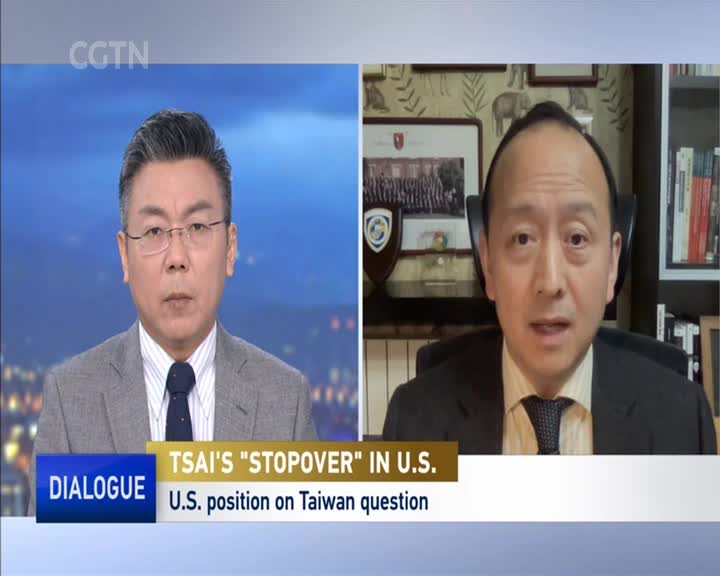 CGTN
TSAI'S "STOPOVER" IN U.S.
DIALOGUE
U.S. position on Taiwan question